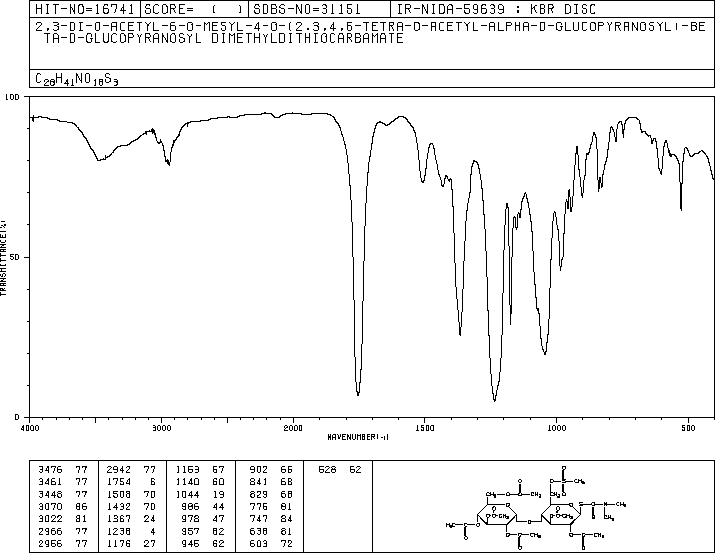 HIT-NO=16741 SCORE= ( ) SDBS-NO=31151 IR-NIDA-59639 : KBR DISC
2,3-DI-O-ACETYL-6-O-MESYL-4-O-(2,3,4,6-TETRA-O-ACETYL-ALPHA-D-GLUCOPYRANOSYL)-BE
TA-D-GLUCOPYRANOSYL DIMETHYLDITHIOCARBAMATE
C28H41NO18S3
100
50
0
TRANSMITTANCE(%)
4000 3000 2000 1500 1000 500
WAVENUMBER(-1)
3476 77 2942 77 1163 67 902 66 528 62
3461 77 1754 6 1140 60 841 68
3448 77 1508 70 1044 19 829 68
3070 86 1432 70 986 44 776 81
3022 81 1367 24 978 47 747 84
2966 77 1238 4 957 62 638 81
2956 77 1176 27 945 62 603 72